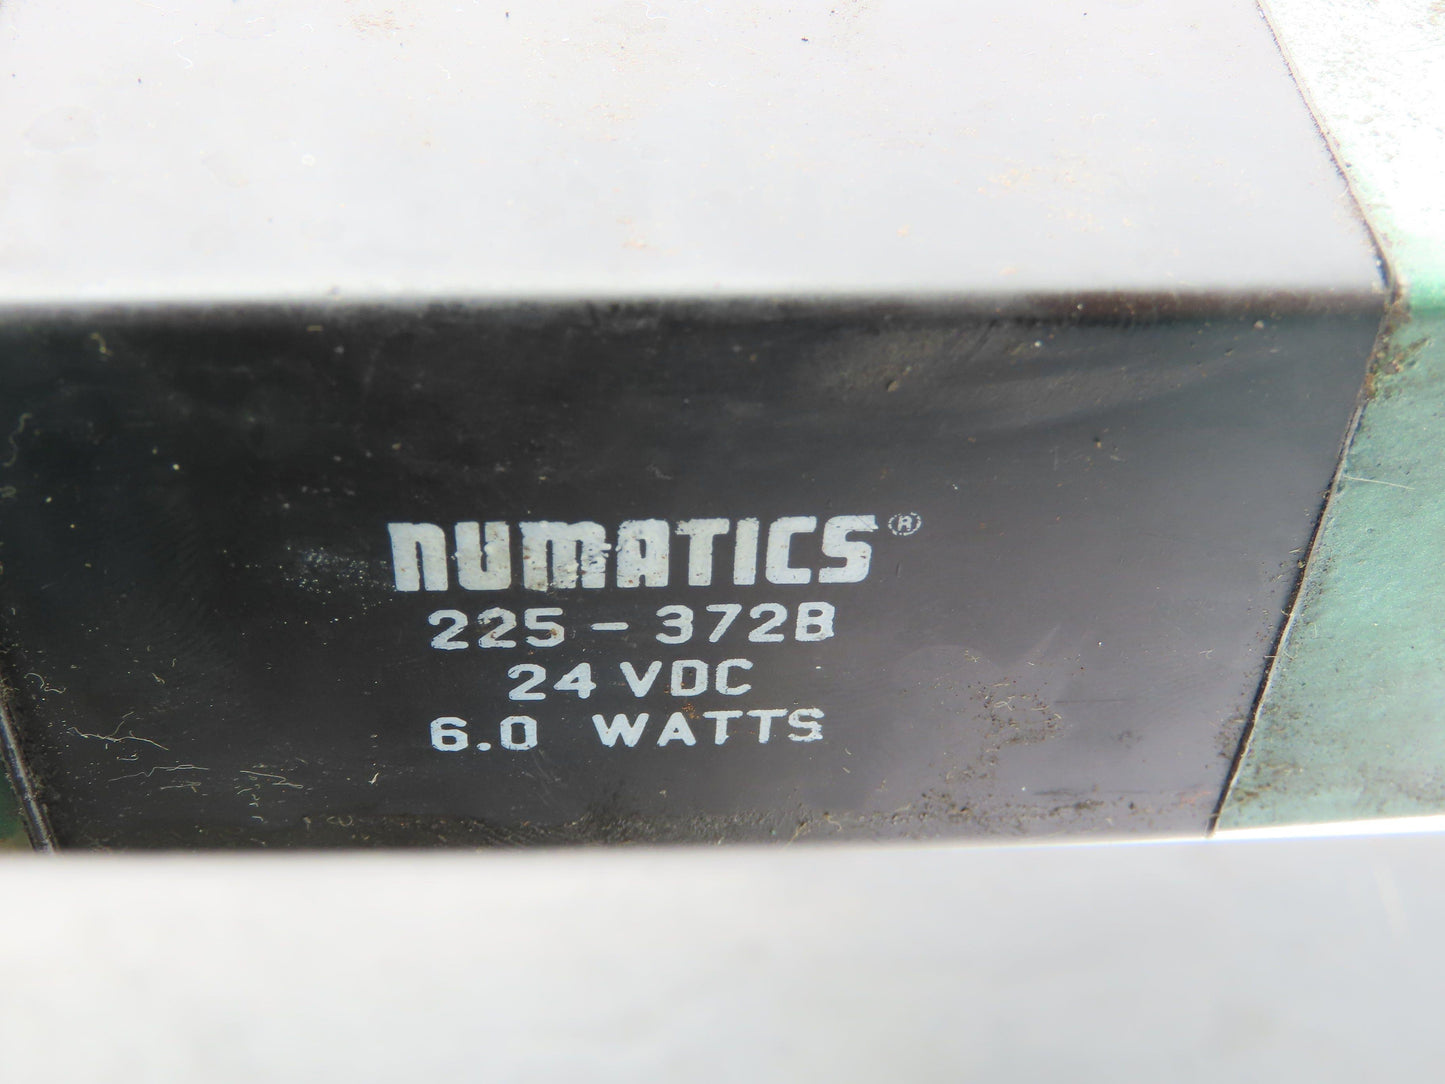 NUMATICS®
225-372B
24 VDC
6.0 WATTS